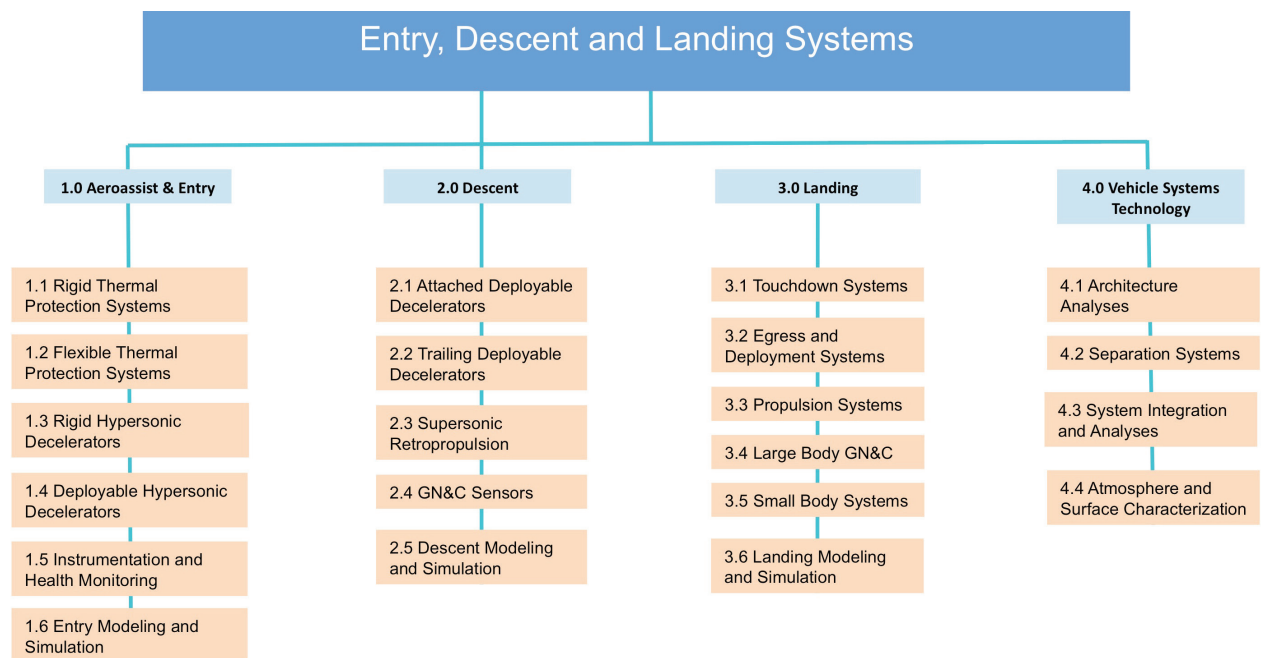 Entry, Descent and Landing Systems
1.0 Aeroassist & Entry
1.1 Rigid Thermal
Protection Systems
1.2 Flexible Thermal
Protection Systems
1.3 Rigid Hypersonic
Decelerators
1.4 Deployable Hypersonic
Decelerators
1.5 Instrumentation and
Health Monitoring
1.6 Entry Modeling and
Simulation
2.0 Descent
2.1 Attached Deployable
Decelerators
2.2 Trailing Deployable
Decelerators
2.3 Supersonic
Retropropulsion
2.4 GN&C Sensors
2.5 Descent Modeling
and Simulation
3.0 Landing
3.1 Touchdown Systems
3.2 Egress and
Deployment Systems
3.3 Propulsion Systems
3.4 Large Body GN&C
3.5 Small Body Systems
3.6 Landing Modeling
and Simulation
4.0 Vehicle Systems
Technology
4.1 Architecture
Analyses
4.2 Separation Systems
4.3 System Integration
and Analyses
4.4 Atmosphere and
Surface Characterization